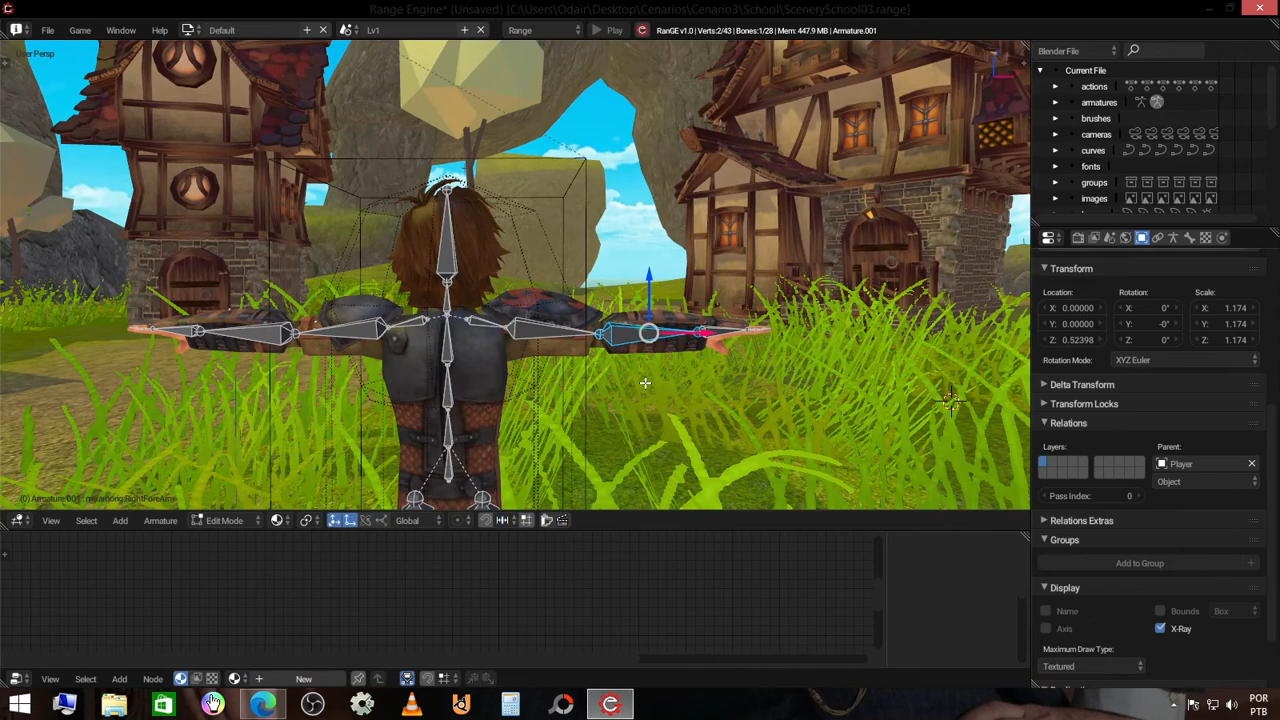 Range Engine* (Unsaved) [C:\Users\Odair\Desktop\Cenarios\Cenario3\School\ScenerySchool03.range]
File Game Window Help Default Lv1 Range Play RanGE v1.0 | Verts:2/43 | Bones:1/28 | Mem: 447.9 MB | Armature.001
User Persp
Blender File
Current File
actions
armatures
brushes
cameras
curves
fonts
groups
images
Transform
Location: Rotation: Scale:
X: 0.00000 X: 0° X: 1.174
Y: 0.00000 Y: -0° Y: 1.174
Z: 0.52398 Z: 0° Z: 1.174
Rotation Mode: XYZ Euler
Delta Transform
Transform Locks
Relations
Layers: Parent:
Player
Object
Pass Index: 0
Relations Extras
Groups
Add to Group
Display
Name Bounds Box
Axis X-Ray
Maximum Draw Type:
Textured
(0) Armature.001 : mixamorig:RightForeArm
View Select Add Armature Edit Mode Global
View Select Add Node New
POR
PTB